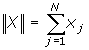 ‖X‖ = ∑_{j=1}^{N} x_j